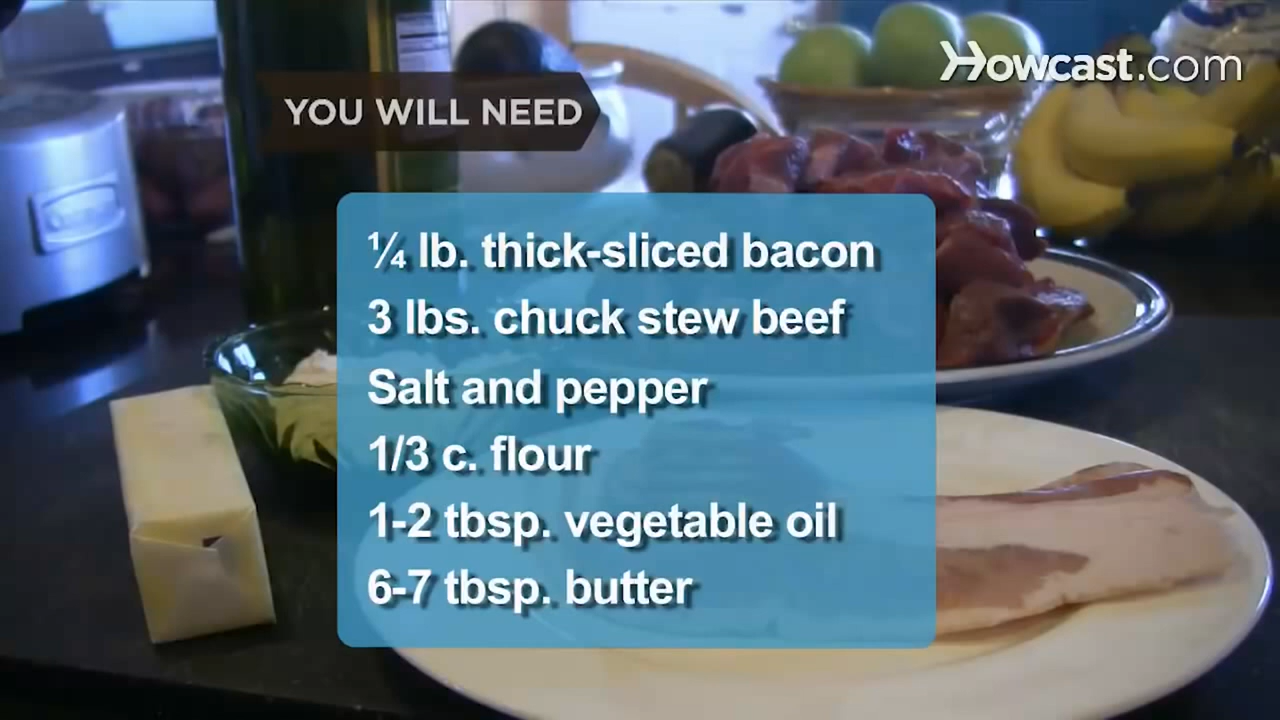 Howcast.com
YOU WILL NEED
¼ lb. thick-sliced bacon
3 lbs. chuck stew beef
Salt and pepper
1/3 c. flour
1-2 tbsp. vegetable oil
6-7 tbsp. butter